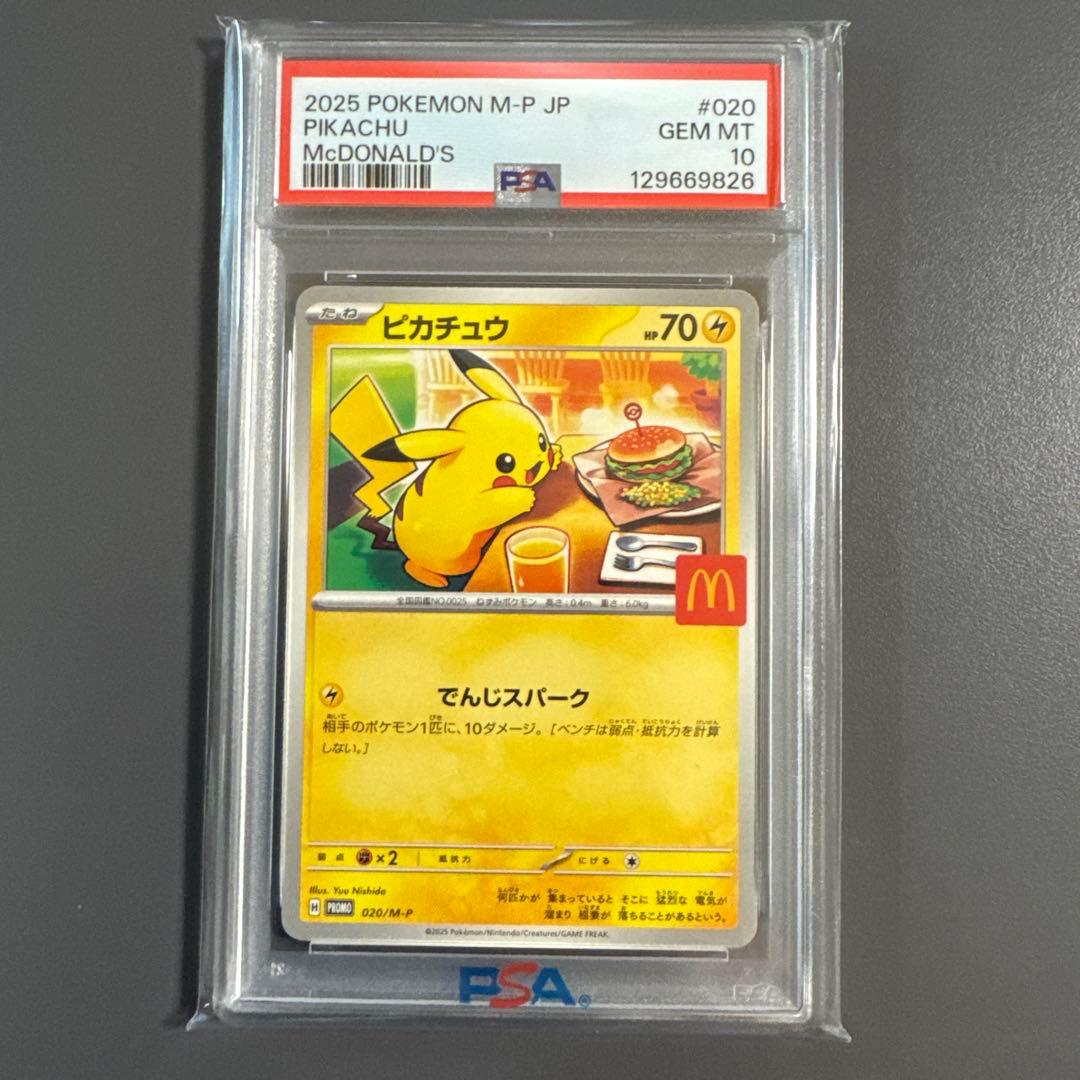 2025 POKEMON M-P JP #020
PIKACHU GEM MT
McDONALD'S 10
PSA 129669826
たね ピカチュウ HP70
M
全国図鑑NO.0025 ねずみポケモン 高さ:0.4m 重さ:6.0kg
でんじスパーク
相手のポケモン1匹に、10ダメージ。[ベンチは弱点・抵抗力を計算
しない。]
弱点 ×2 抵抗力 にげる
Illus. Yuu Nishida
何匹かが 集まっていると そこに 猛烈な 電気が
溜まり 稲妻が 落ちることがあるという。
H PROMO 020/M-P
©2025 Pokémon/Nintendo/Creatures/GAME FREAK.
PSA®